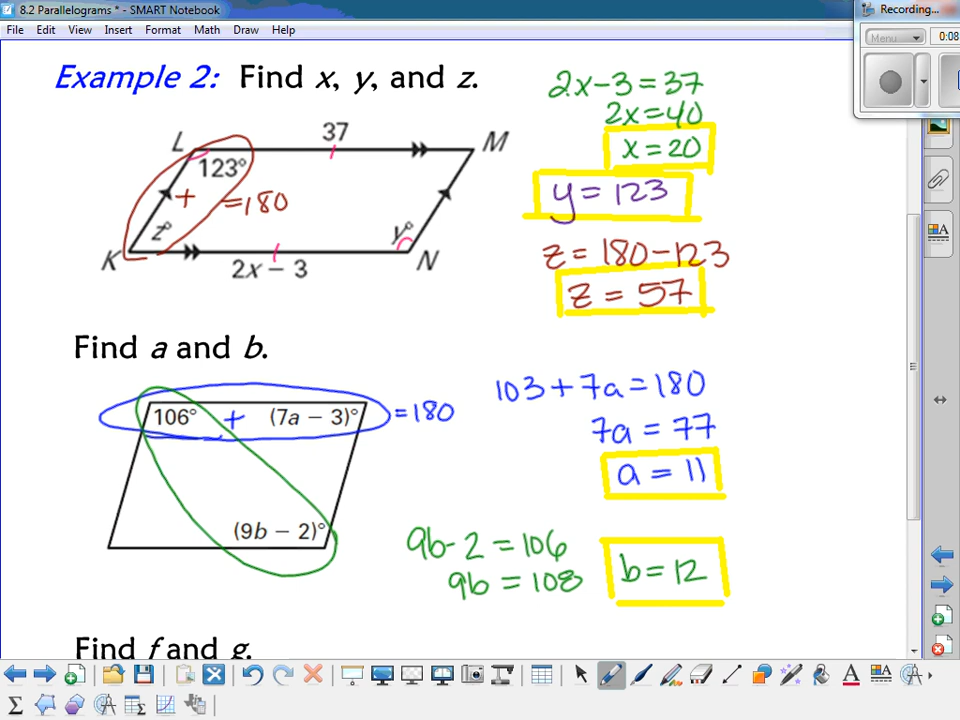 8.2 Parallelograms * - SMART Notebook
Recording...
File Edit View Insert Format Math Draw Help
Menu
0:08
Example 2: Find x, y, and z.
2x-3=37
2x=40
x=20
y=123
z=180-123
z=57
L
37
M
123°
+
=180
z°
y°
K
2x - 3
N
Find a and b.
106° + (7a - 3)° =180
(9b - 2)°
103+7a=180
7a=77
a=11
9b-2=106
9b=108
b=12
Find f and g.